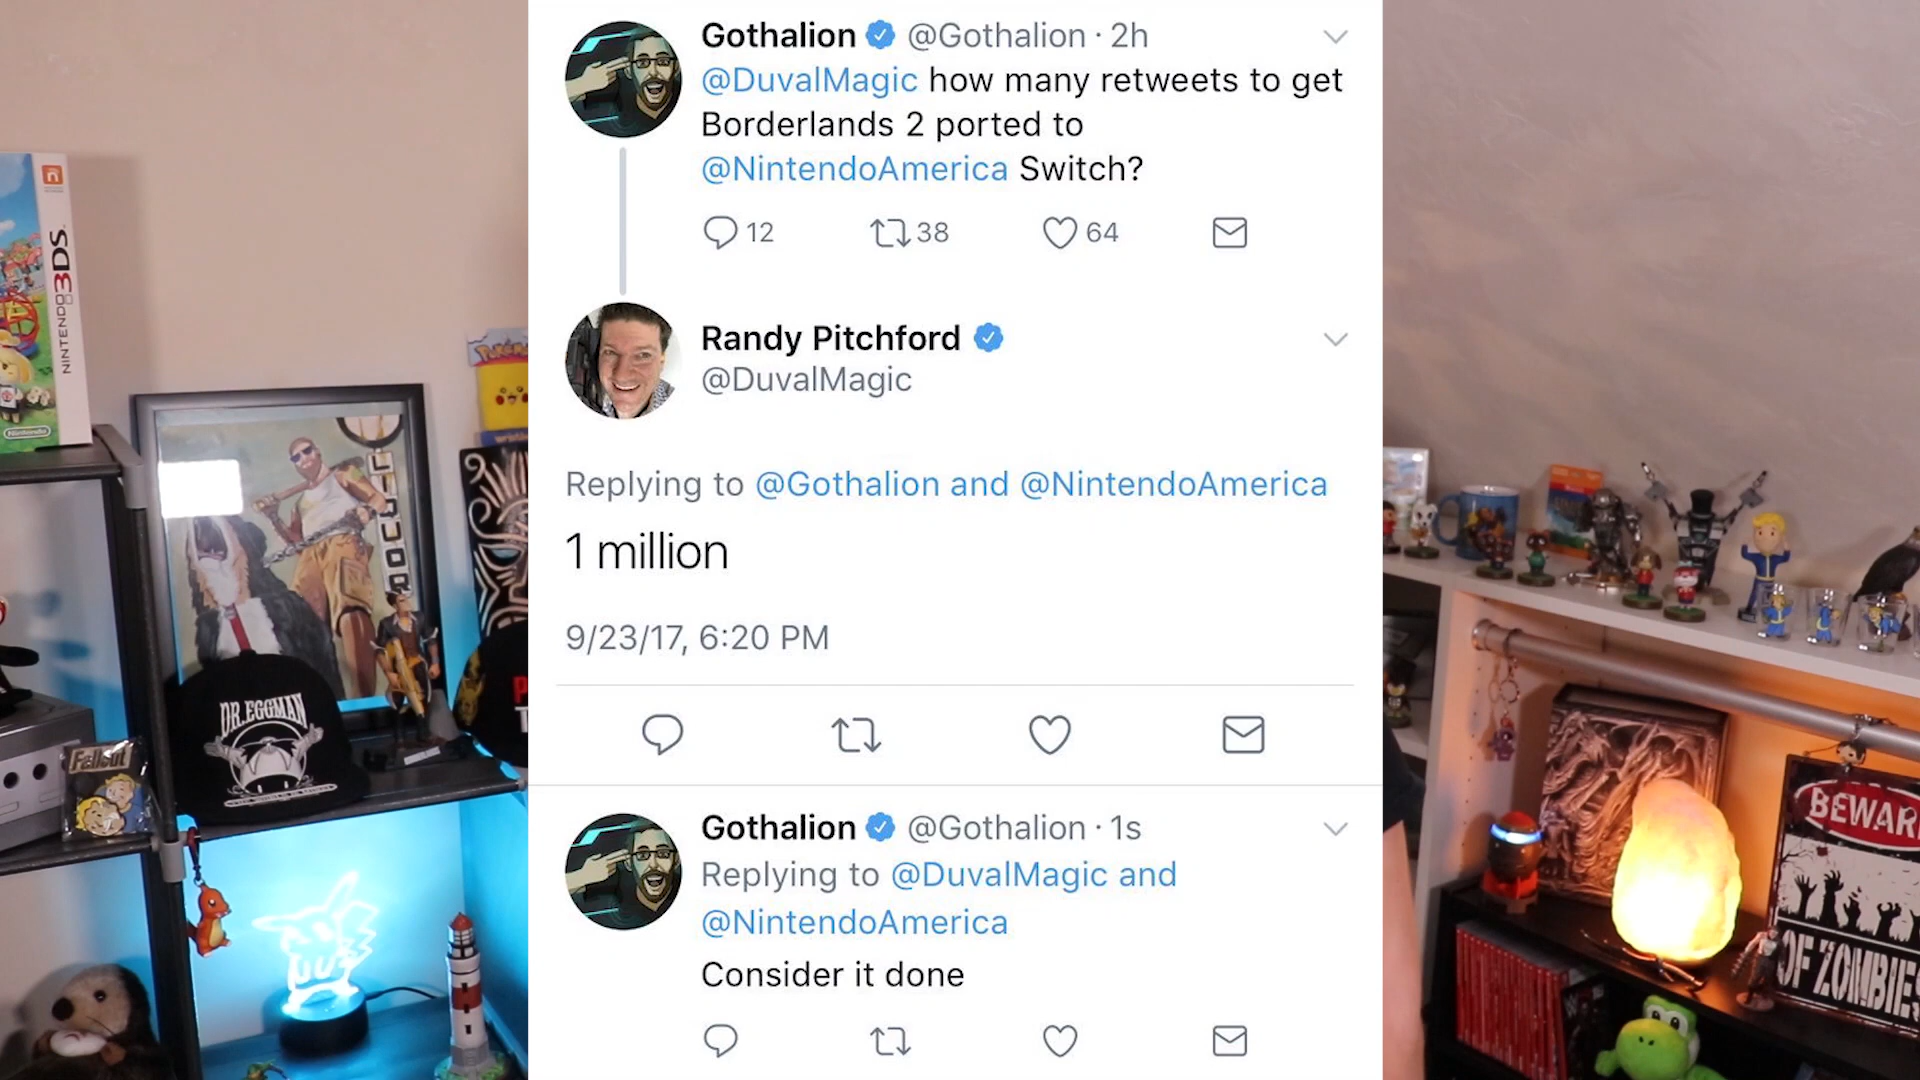 Gothalion @Gothalion · 2h
@DuvalMagic how many retweets to get
Borderlands 2 ported to
@NintendoAmerica Switch?
12 38 64
Randy Pitchford
@DuvalMagic
Replying to @Gothalion and @NintendoAmerica
1 million
9/23/17, 6:20 PM
Gothalion @Gothalion · 1s
Replying to @DuvalMagic and
@NintendoAmerica
Consider it done
NINTENDO 3DS
Nintendo
LIQUOR
DR. EGGMAN
Fallout
BEWAR
OF ZOMBIES